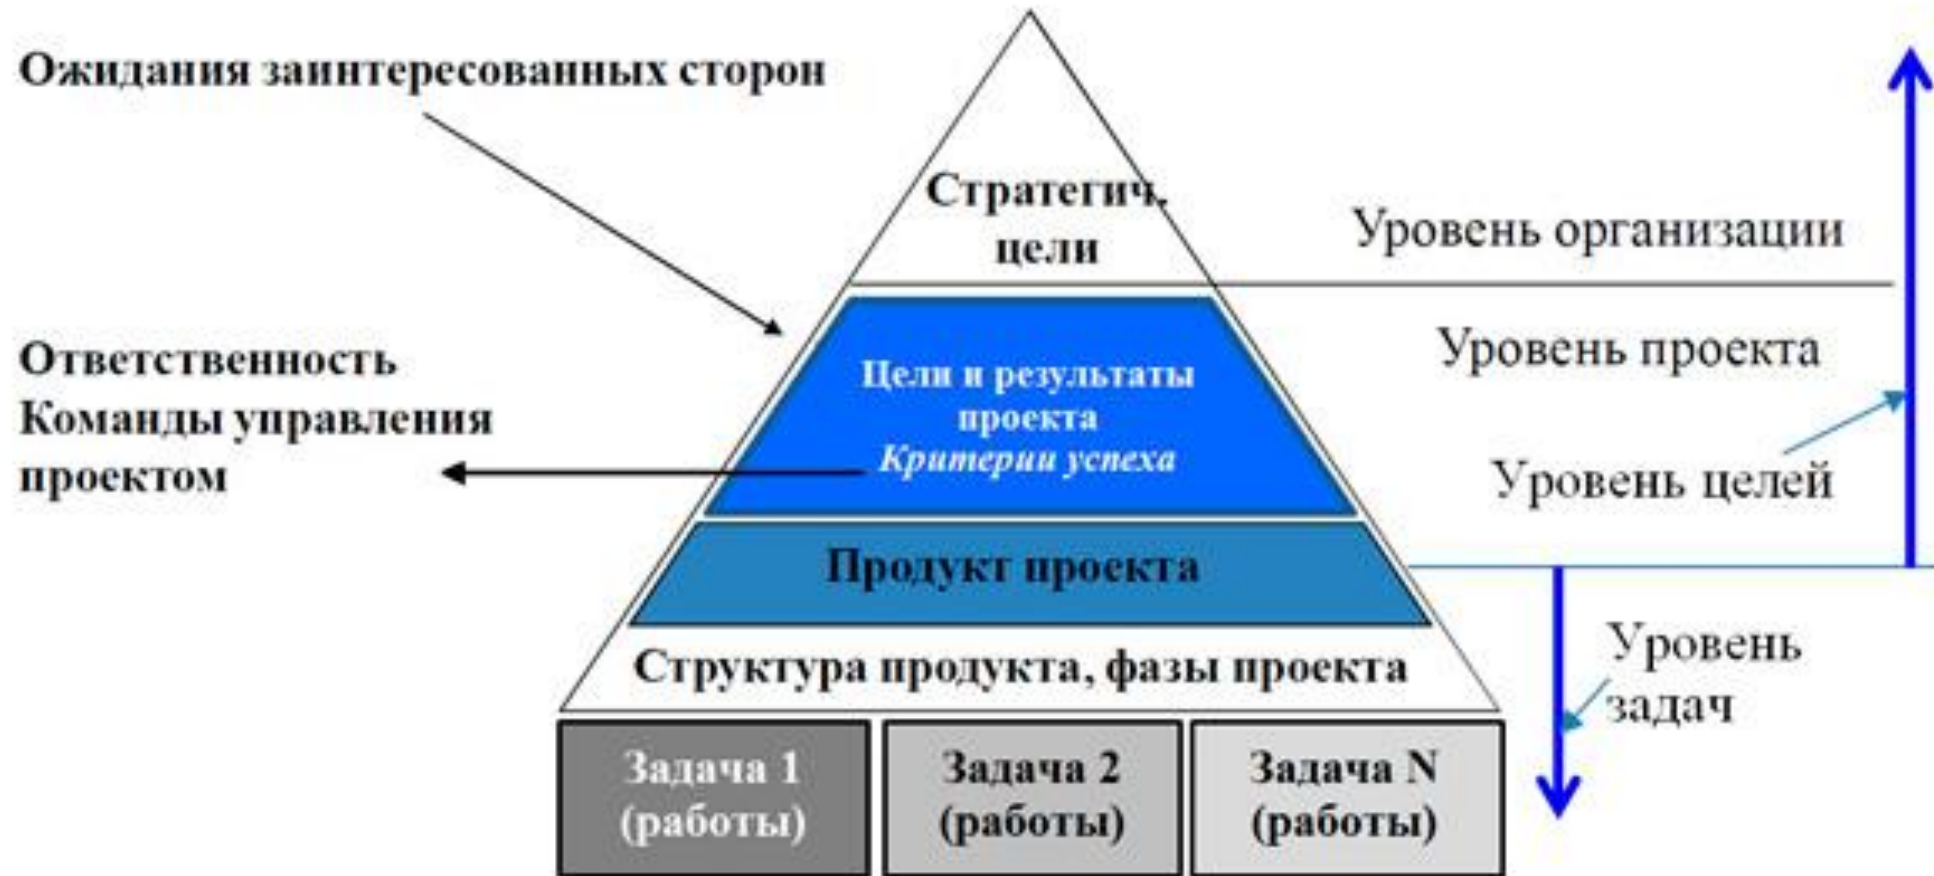 Ожидания заинтересованных сторон
Стратегич.
цели
Уровень организации
Ответственность
Команды управления
проектом
Цели и результаты
проекта
Критерии успеха
Уровень проекта
Уровень целей
Продукт проекта
Структура продукта, фазы проекта
Уровень
задач
Задача 1
(работы)
Задача 2
(работы)
Задача N
(работы)